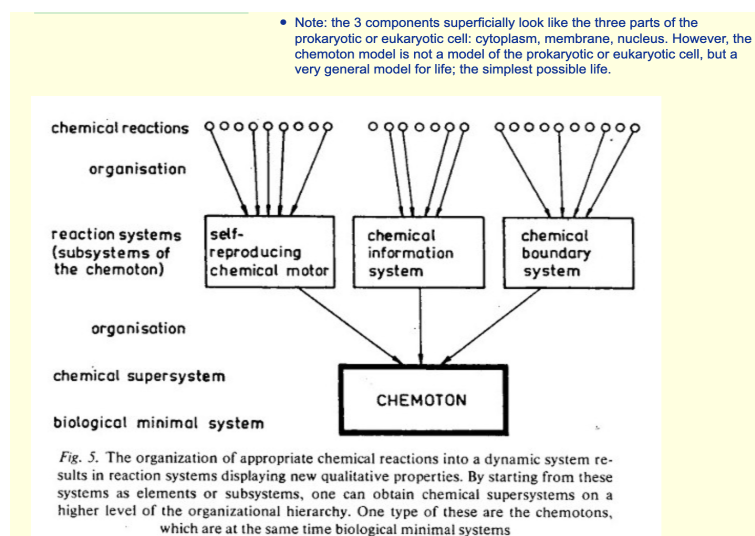 • Note: the 3 components superficially look like the three parts of the
prokaryotic or eukaryotic cell: cytoplasm, membrane, nucleus. However, the
chemoton model is not a model of the prokaryotic or eukaryotic cell, but a
very general model for life; the simplest possible life.
chemical reactions
organisation
reaction systems
(subsystems of
the chemoton)
self-
reproducing
chemical motor
chemical
information
system
chemical
boundary
system
organisation
chemical supersystem
CHEMOTON
biological minimal system
Fig. 5. The organization of appropriate chemical reactions into a dynamic system re-
sults in reaction systems displaying new qualitative properties. By starting from these
systems as elements or subsystems, one can obtain chemical supersystems on a
higher level of the organizational hierarchy. One type of these are the chemotons,
which are at the same time biological minimal systems